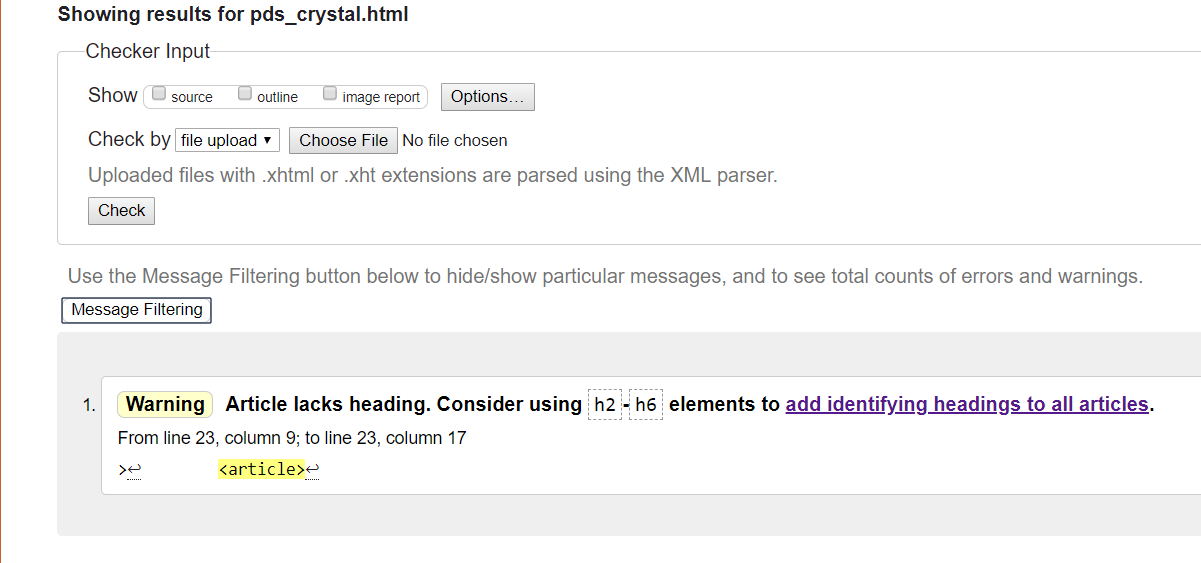 Showing results for pds_crystal.html
Checker Input
Show source outline image report Options...
Check by file upload ▼ Choose File No file chosen
Uploaded files with .xhtml or .xht extensions are parsed using the XML parser.
Check
Use the Message Filtering button below to hide/show particular messages, and to see total counts of errors and warnings.
Message Filtering
1. Warning Article lacks heading. Consider using h2-h6 elements to add identifying headings to all articles.
From line 23, column 9; to line 23, column 17
>↩ <article>↩